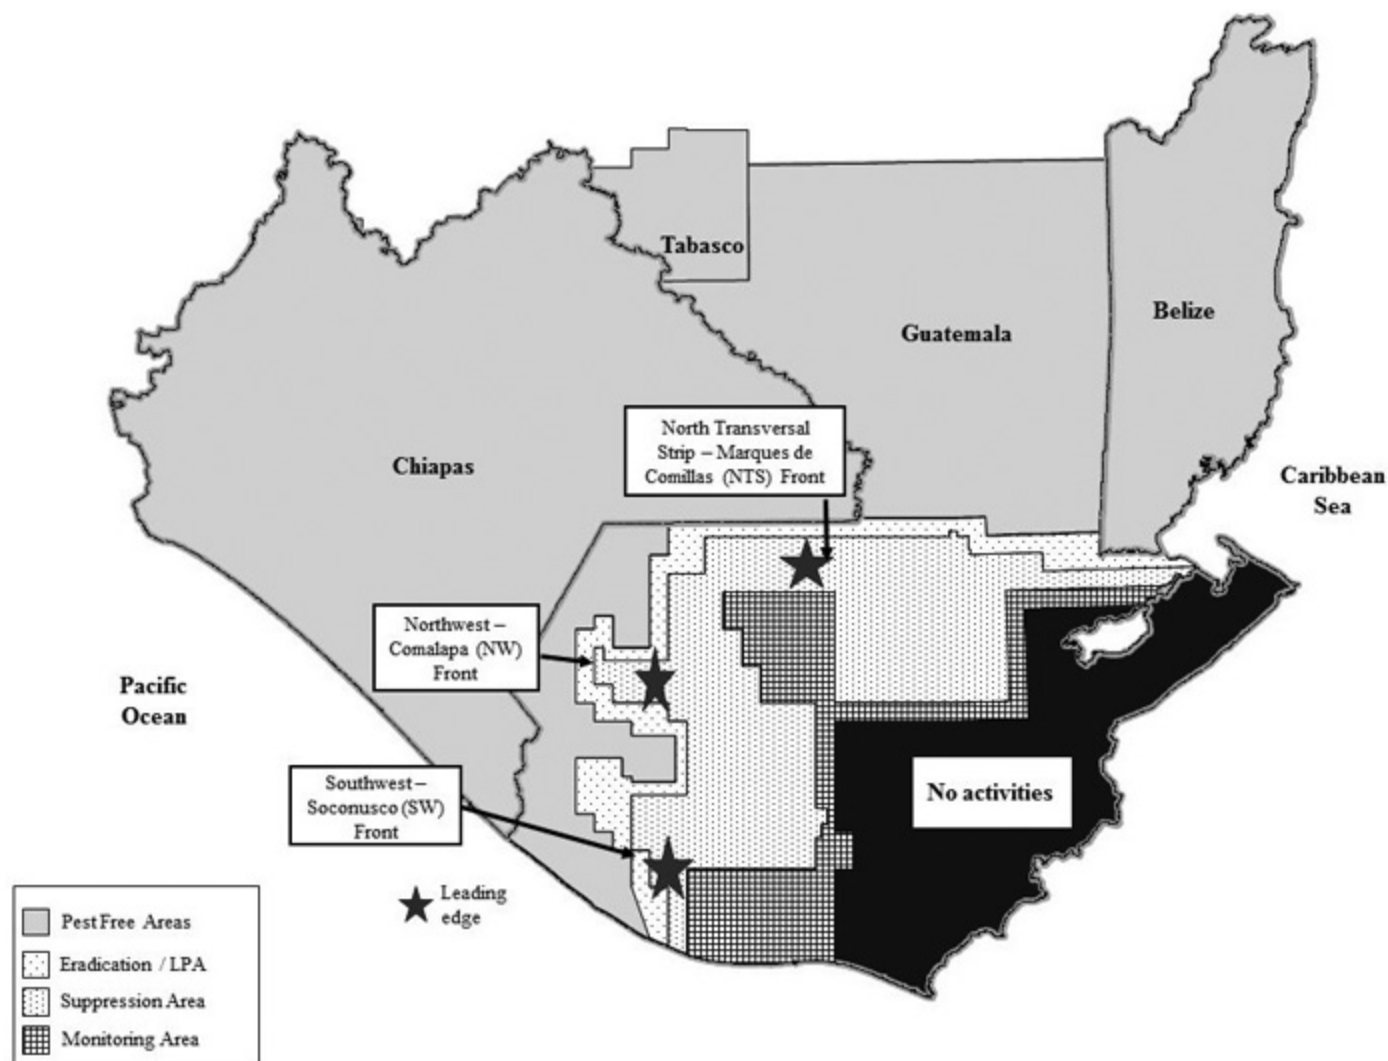 Tabasco
Belize
Guatemala
North Transversal
Strip – Marques de
Comillas (NTS) Front
Chiapas
Caribbean
Sea
Northwest –
Comalapa (NW)
Front
Pacific
Ocean
Southwest –
Soconusco (SW)
Front
No activities
Leading
edge
Pest Free Areas
Eradication / LPA
Suppression Area
Monitoring Area